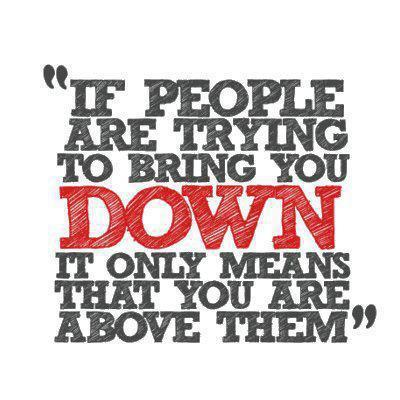 “IF PEOPLE
ARE TRYING
TO BRING YOU
DOWN
IT ONLY MEANS
THAT YOU ARE
ABOVE THEM”